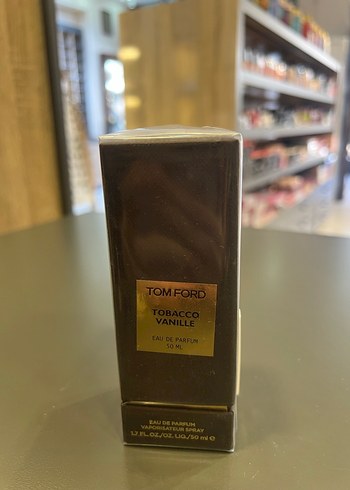 TOM FORD
TOBACCO
VANILLE
EAU DE PARFUM
50 ML
EAU DE PARFUM
VAPORISATEUR SPRAY
1.7 FL.OZ./OZ.LIQ./50 ml ℮